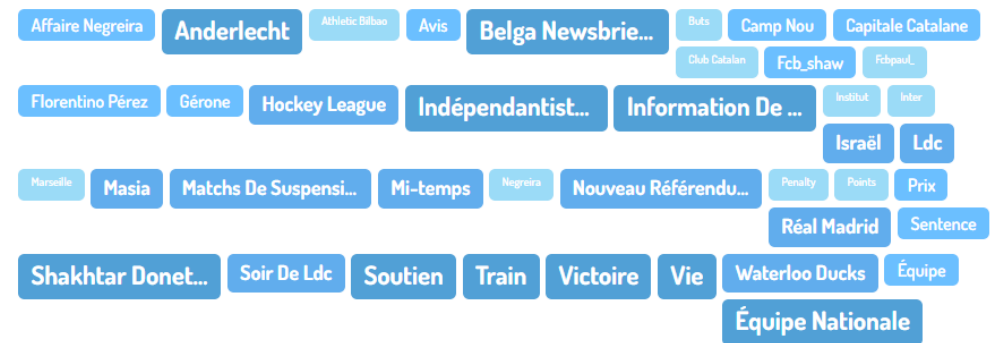 Affaire Negreira Anderlecht Athletic Bilbao Avis Belga Newsbrie... Buts Camp Nou Capitale Catalane
Club Catalan Fcb_shaw Fcbpaul_
Florentino Pérez Gérone Hockey League Indépendantist... Information De ... Institut Inter
Israël Ldc
Marseille Masia Matchs De Suspensi... Mi-temps Negreira Nouveau Référendu... Penalty Points Prix
Réal Madrid Sentence
Shakhtar Donet... Soir De Ldc Soutien Train Victoire Vie Waterloo Ducks Équipe
Équipe Nationale